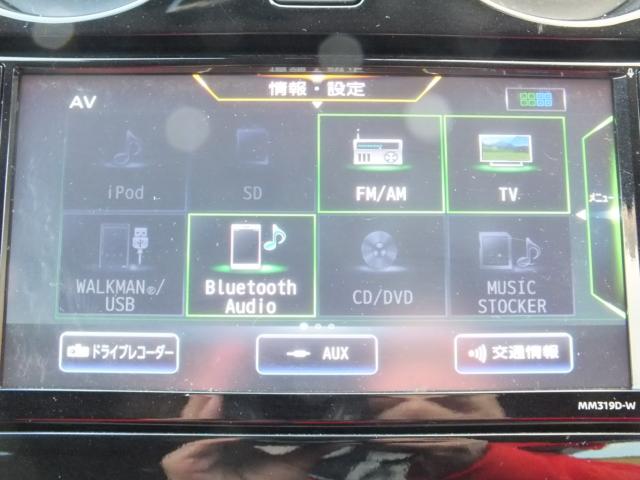 情報・設定
AV
iPod
SD
FM/AM
TV
メニュー
WALKMAN®/
USB
Bluetooth
Audio
CD/DVD
MUSIC
STOCKER
ドライブレコーダー
AUX
交通情報
MM319D-W